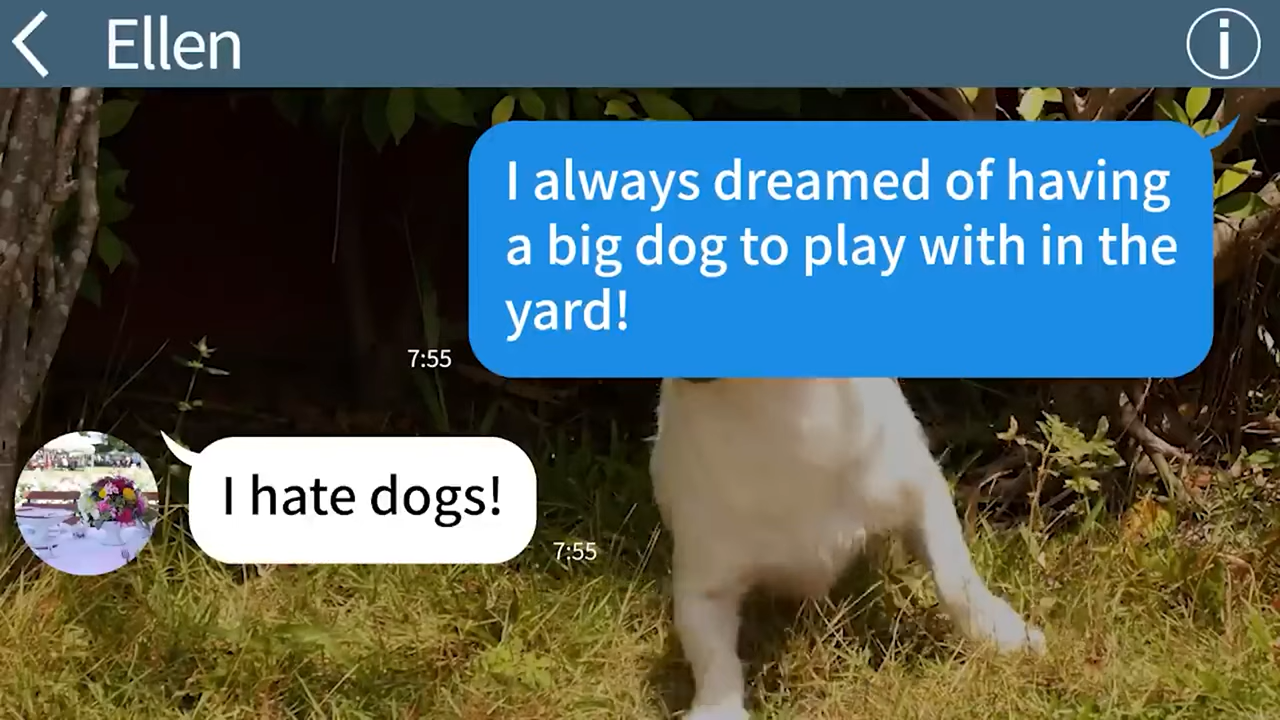 Ellen
I always dreamed of having
a big dog to play with in the
yard!
7:55
I hate dogs!
7:55